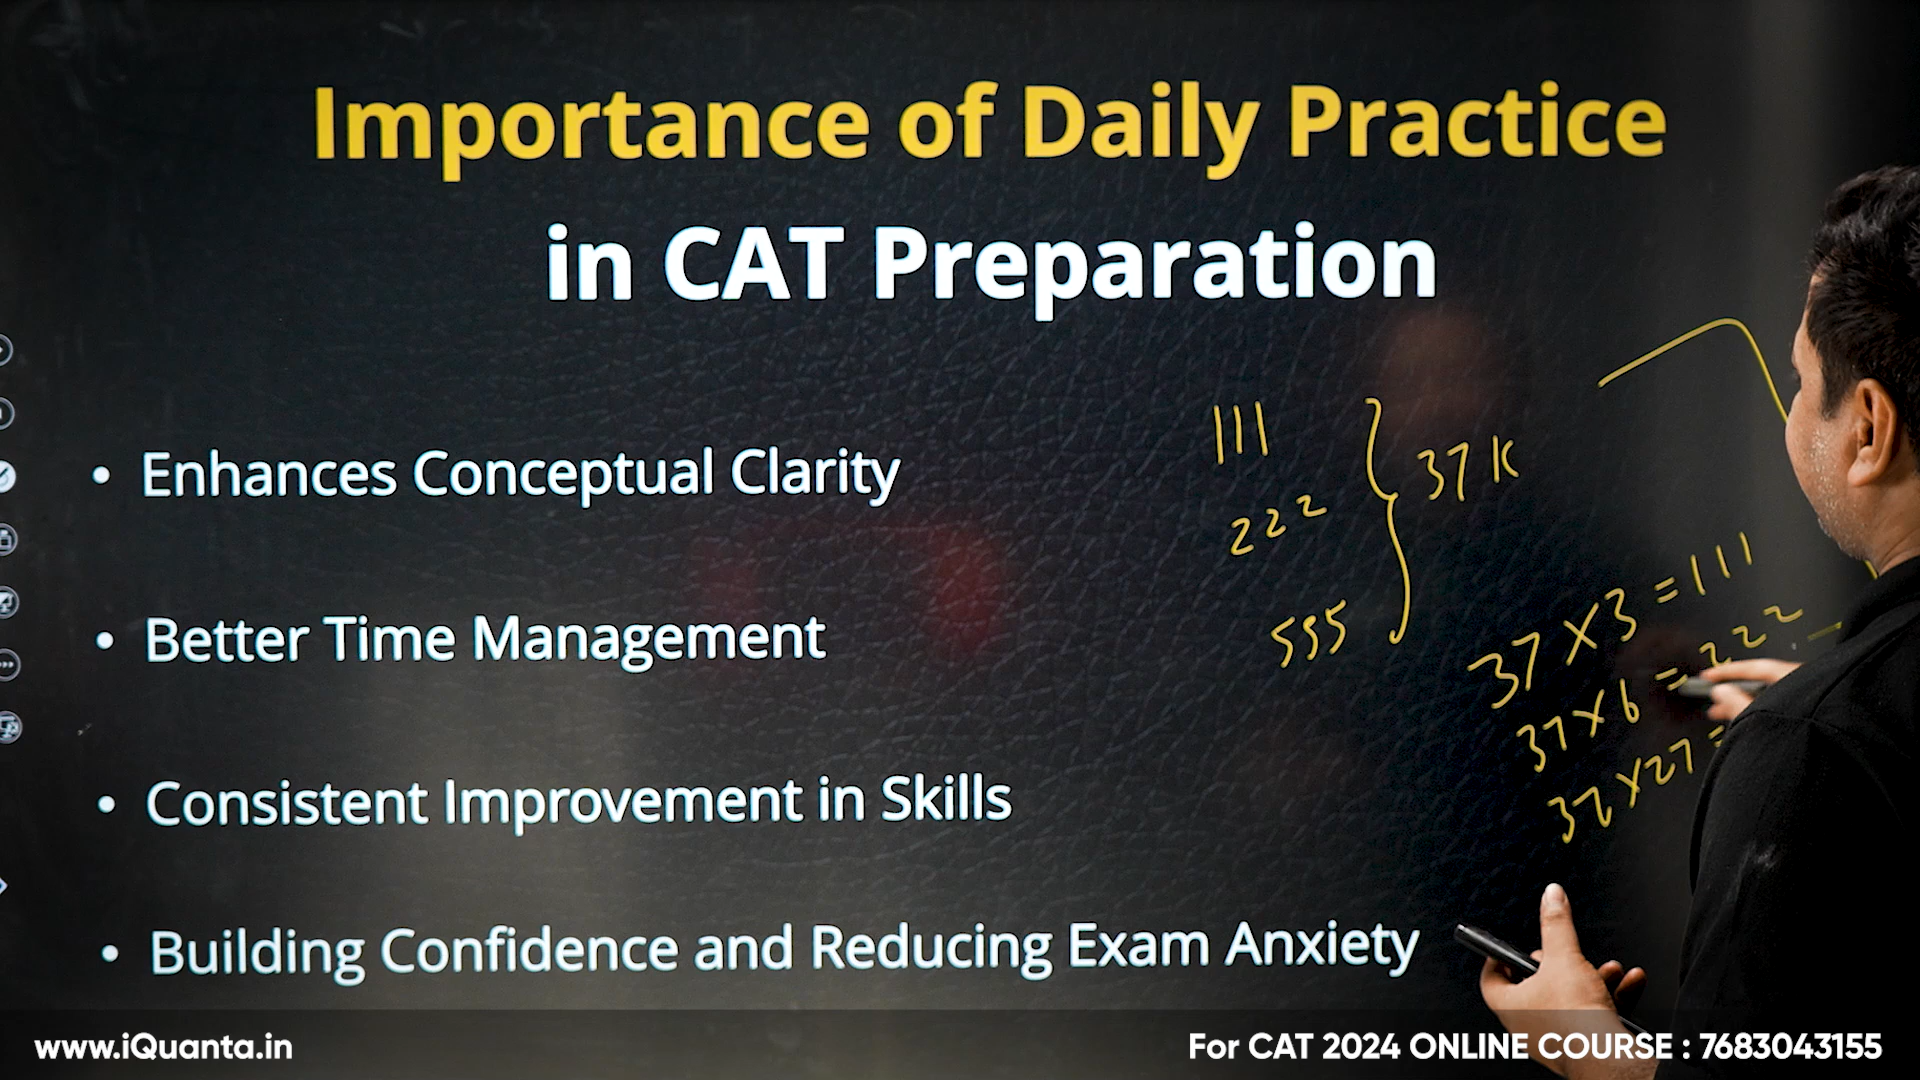 Importance of Daily Practice
in CAT Preparation
• Enhances Conceptual Clarity
• Better Time Management
• Consistent Improvement in Skills
• Building Confidence and Reducing Exam Anxiety
111
222
555
37K
37 X 3 = 111
37 X 6 = 222
37 X 27 =
www.iQuanta.in
For CAT 2024 ONLINE COURSE : 7683043155